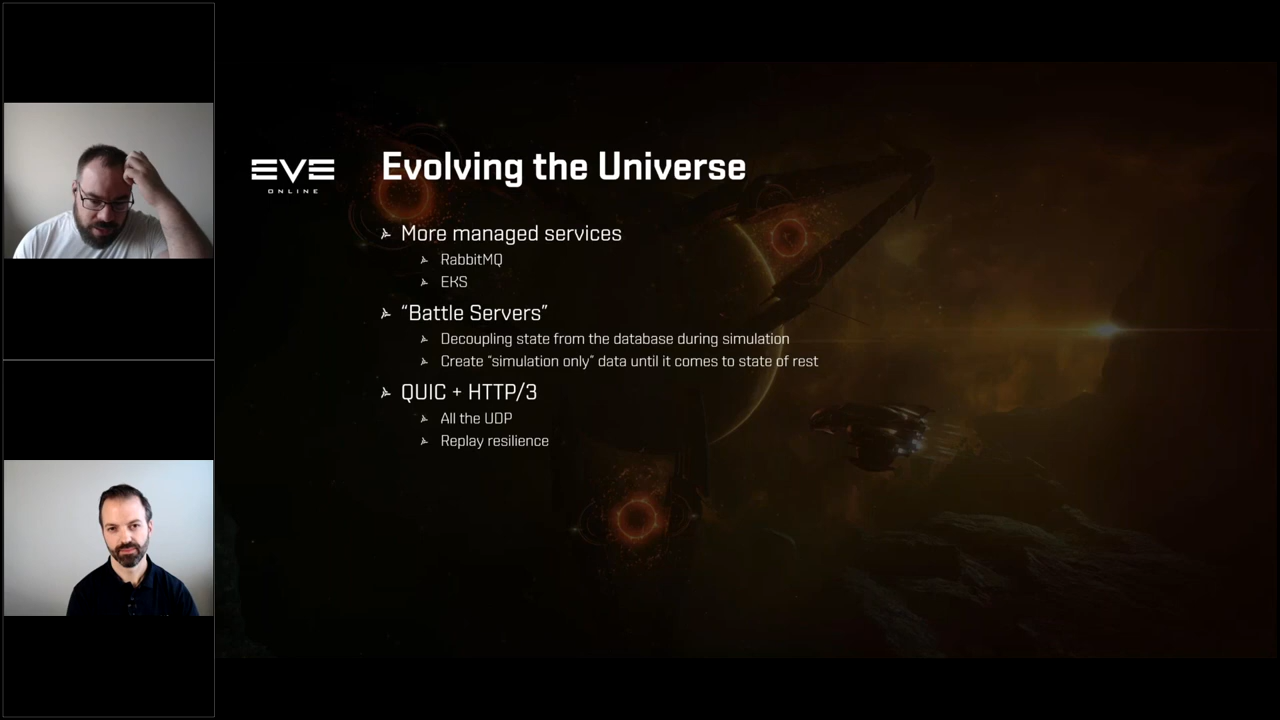 EVE
ONLINE
Evolving the Universe
More managed services
RabbitMQ
EKS
“Battle Servers”
Decoupling state from the database during simulation
Create “simulation only” data until it comes to state of rest
QUIC + HTTP/3
All the UDP
Replay resilience